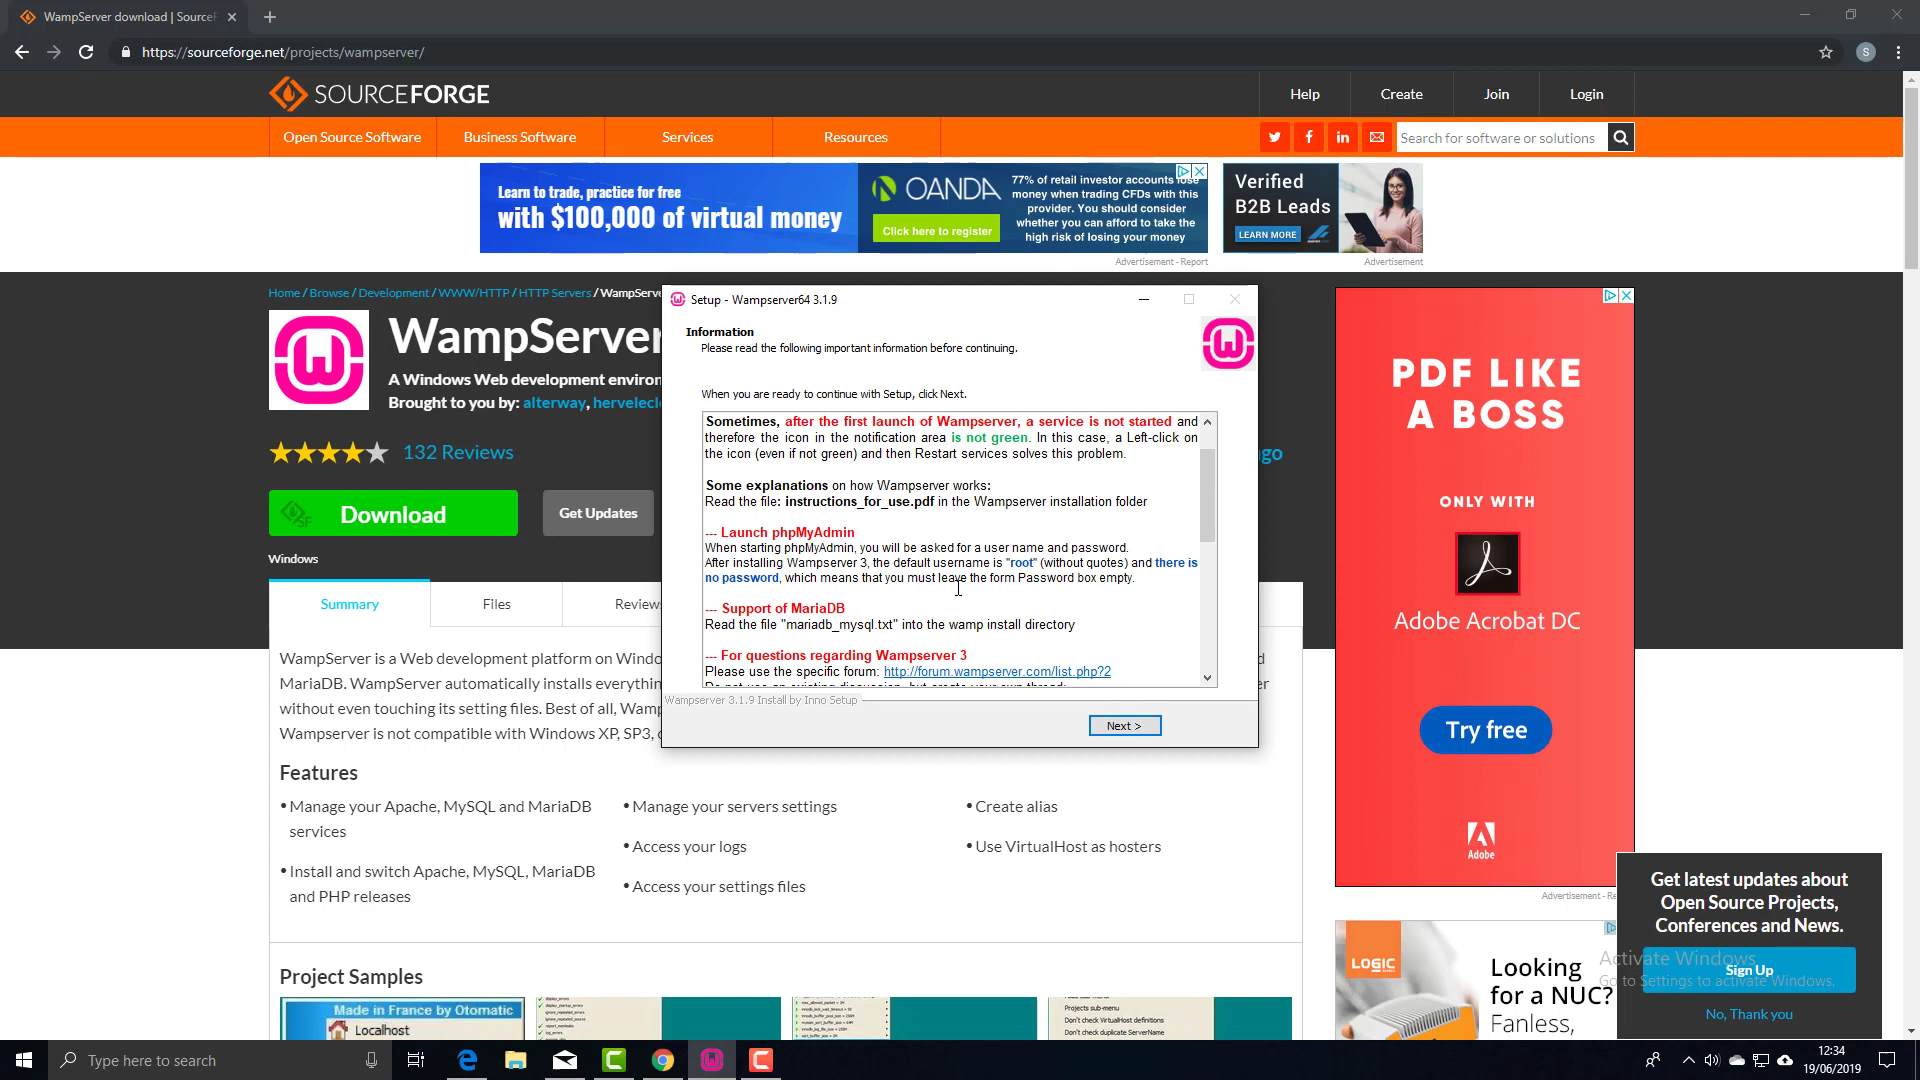 WampServer download | SourceF
https://sourceforge.net/projects/wampserver/
S
SOURCEFORGE
Help
Create
Join
Login
Open Source Software
Business Software
Services
Resources
Search for software or solutions
Learn to trade, practice for free
with $100,000 of virtual money
OANDA
Click here to register
77% of retail investor accounts lose
money when trading CFDs with this
provider. You should consider
whether you can afford to take the
high risk of losing your money
Verified
B2B Leads
LEARN MORE
Advertisement - Report
Advertisement
Home / Browse / Development / WWW/HTTP / HTTP Servers / WampServe
WampServer
A Windows Web development environ
Brought to you by: alterway, herveleclo
132 Reviews
go
Download
SF
Get Updates
Windows
Summary
Files
Reviews
WampServer is a Web development platform on Windo
MariaDB. WampServer automatically installs everythin
without even touching its setting files. Best of all, Wamp
Wampserver is not compatible with Windows XP, SP3,
Features
• Manage your Apache, MySQL and MariaDB
services
• Install and switch Apache, MySQL, MariaDB
and PHP releases
• Manage your servers settings
• Access your logs
• Access your settings files
• Create alias
• Use VirtualHost as hosters
Project Samples
Made in France by Otomatic
Localhost
Projects sub-menu
Don't check VirtualHost definitions
Don't check duplicate ServerName
Setup - Wampserver64 3.1.9
Information
Please read the following important information before continuing.
When you are ready to continue with Setup, click Next.
Sometimes, after the first launch of Wampserver, a service is not started and
therefore the icon in the notification area is not green. In this case, a Left-click on
the icon (even if not green) and then Restart services solves this problem.
Some explanations on how Wampserver works:
Read the file: instructions_for_use.pdf in the Wampserver installation folder
--- Launch phpMyAdmin
When starting phpMyAdmin, you will be asked for a user name and password.
After installing Wampserver 3, the default username is "root" (without quotes) and there is
no password, which means that you must leave the form Password box empty.
--- Support of MariaDB
Read the file "mariadb_mysql.txt" into the wamp install directory
--- For questions regarding Wampserver 3
Please use the specific forum: http://forum.wampserver.com/list.php?2
Wampserver 3.1.9 Install by Inno Setup
Next >
PDF LIKE
A BOSS
ONLY WITH
Adobe Acrobat DC
Try free
Adobe
Advertisement - Re
LOGIC
Looking
for a NUC?
Fanless,
Get latest updates about
Open Source Projects,
Conferences and News.
Sign Up
No, Thank you
Activate Windows
Go to Settings to activate Windows.
Type here to search
12:34
19/06/2019